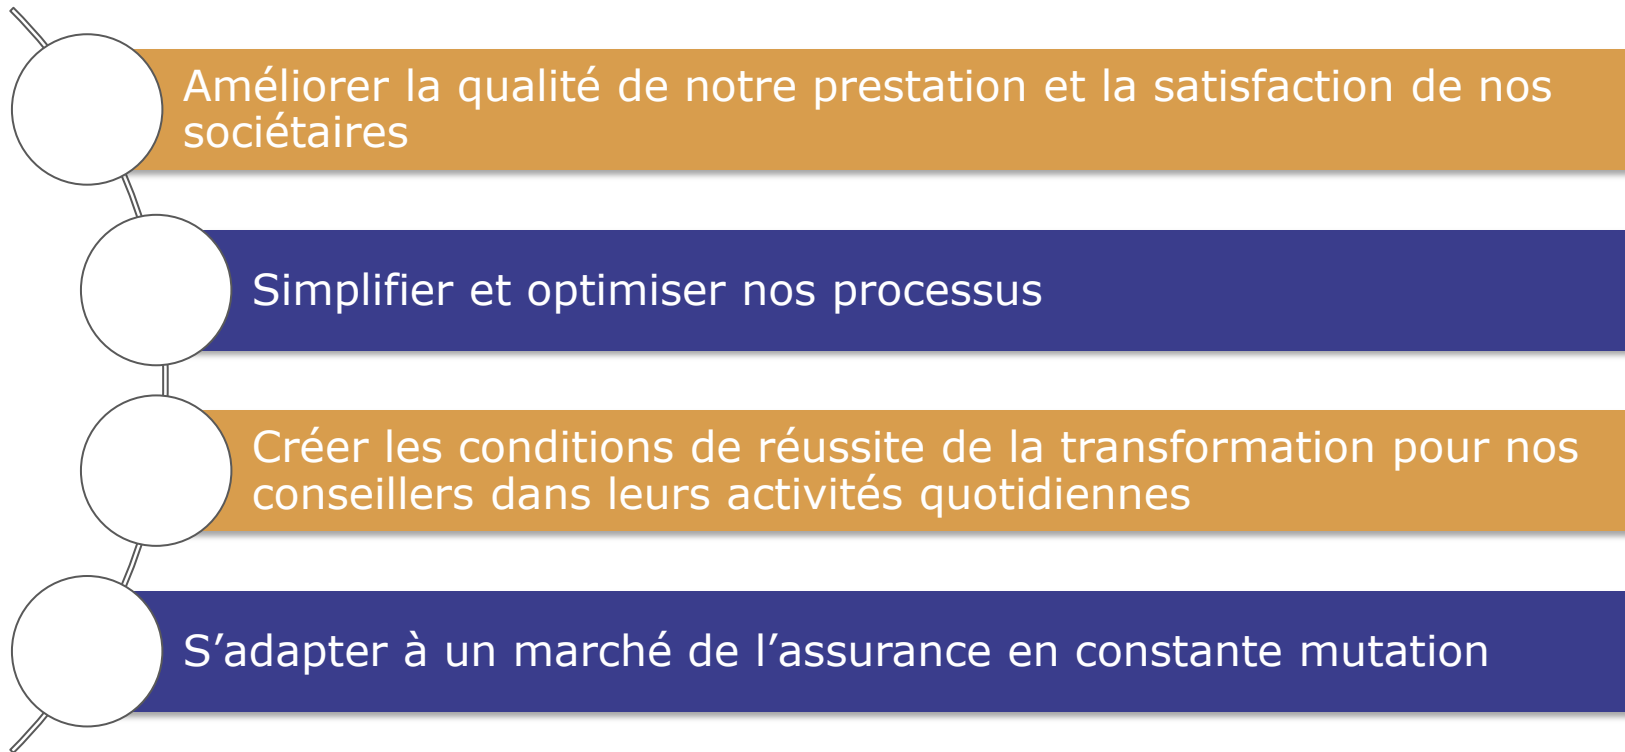 Améliorer la qualité de notre prestation et la satisfaction de nos
sociétaires
Simplifier et optimiser nos processus
Créer les conditions de réussite de la transformation pour nos
conseillers dans leurs activités quotidiennes
S’adapter à un marché de l’assurance en constante mutation